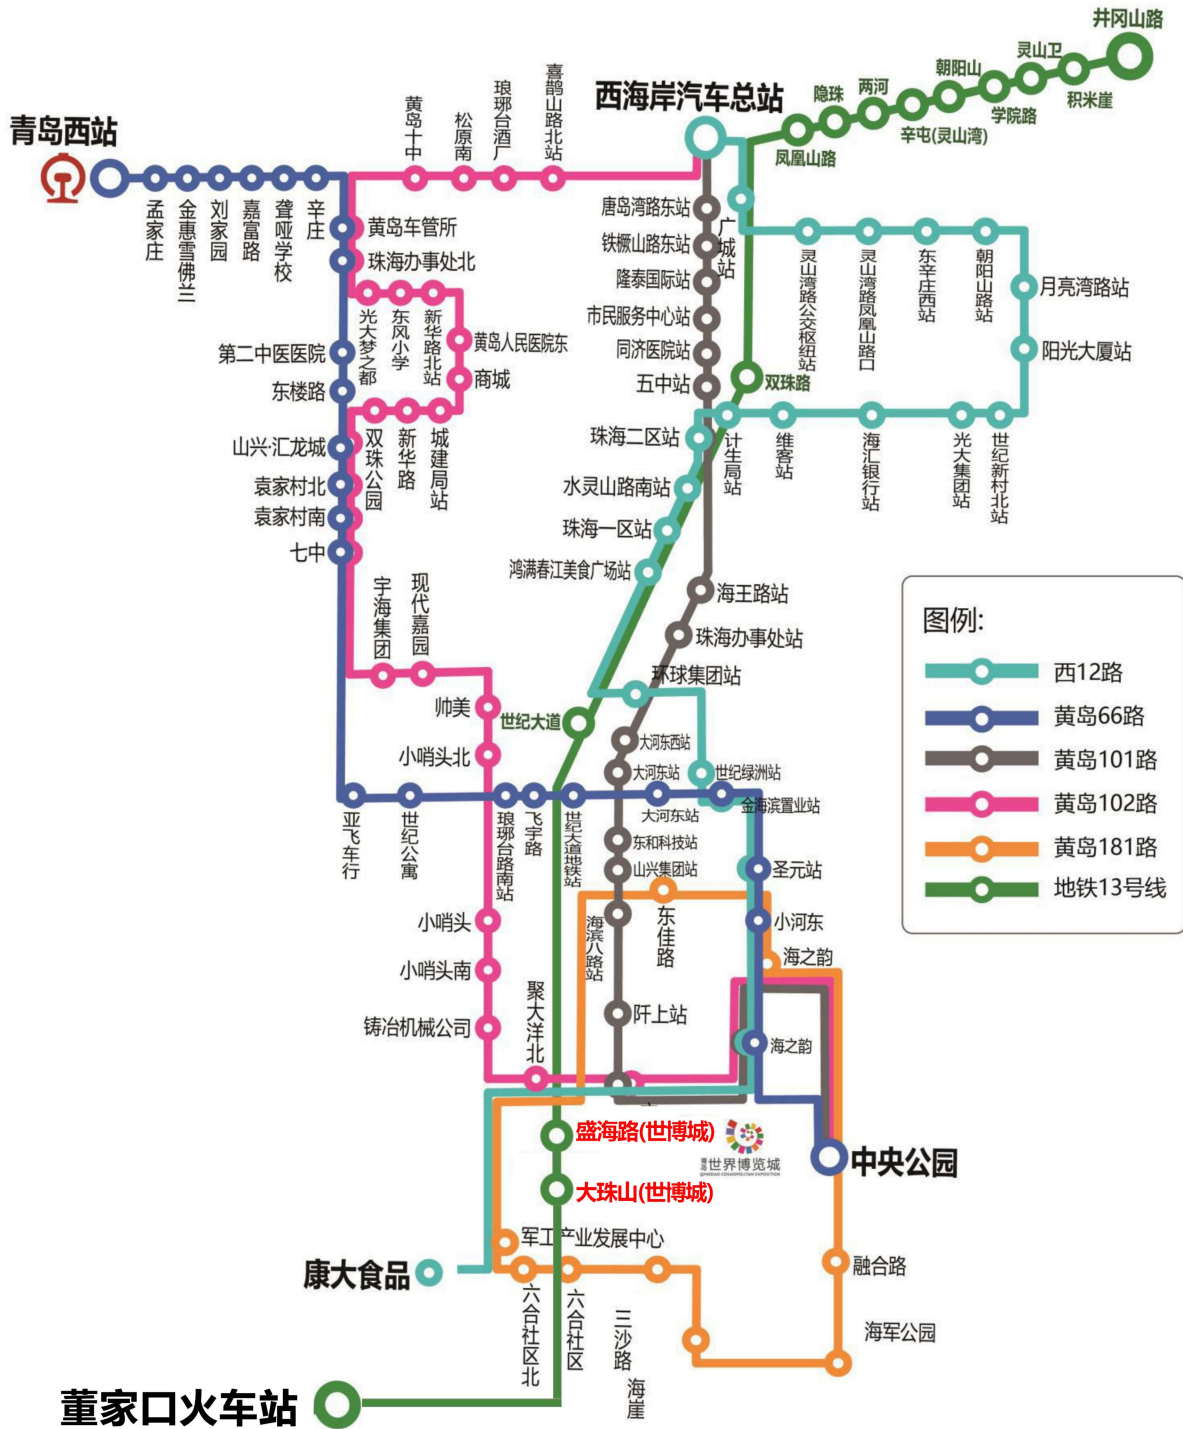 井冈山路
灵山卫
积米崖
朝阳山
学院路
两河
辛屯(灵山湾)
隐珠
凤凰山路
西海岸汽车总站
青岛西站
喜鹊山路北站
琅琊台酒厂
松原南
黄岛十中
孟家庄
金惠雪佛兰
刘家园
嘉富路
聋哑学校
辛庄
黄岛车管所
珠海办事处北
光大梦之都
东风小学
新华路北站
黄岛人民医院东
商城
双珠公园
新华路
城建局站
第二中医医院
东楼路
山兴·汇龙城
袁家村北
袁家村南
七中
唐岛湾路东站
铁橛山路东站
隆泰国际站
市民服务中心站
同济医院站
五中站
广城站
灵山湾路公交枢纽站
灵山湾路凤凰山路口
东辛庄西站
朝阳山路站
月亮湾路站
阳光大厦站
双珠路
珠海二区站
计生局站
维客站
海汇银行站
光大集团站
世纪新村北站
水灵山路南站
珠海一区站
鸿满春江美食广场站
海王路站
珠海办事处站
环球集团站
宇海集团
现代嘉园
帅美
小哨头北
世纪大道
大河东西站
大河东站
世纪绿洲站
金海滨置业站
亚飞车行
世纪公寓
琅琊台路南站
飞宇路
世纪大道地铁站
大河东站
东和科技站
山兴集团站
圣元站
小河东
海滨八路站
东佳路
海之韵
小哨头
小哨头南
铸冶机械公司
聚大洋北
阡上站
海之韵
盛海路(世博城)
大珠山(世博城)
青岛
世界博览城
QINGDAO COSMOPOLITAN EXPOSITION
中央公园
军工产业发展中心
康大食品
六合社区北
六合社区
三沙路
海崖
融合路
海军公园
董家口火车站
图例:
西12路
黄岛66路
黄岛101路
黄岛102路
黄岛181路
地铁13号线